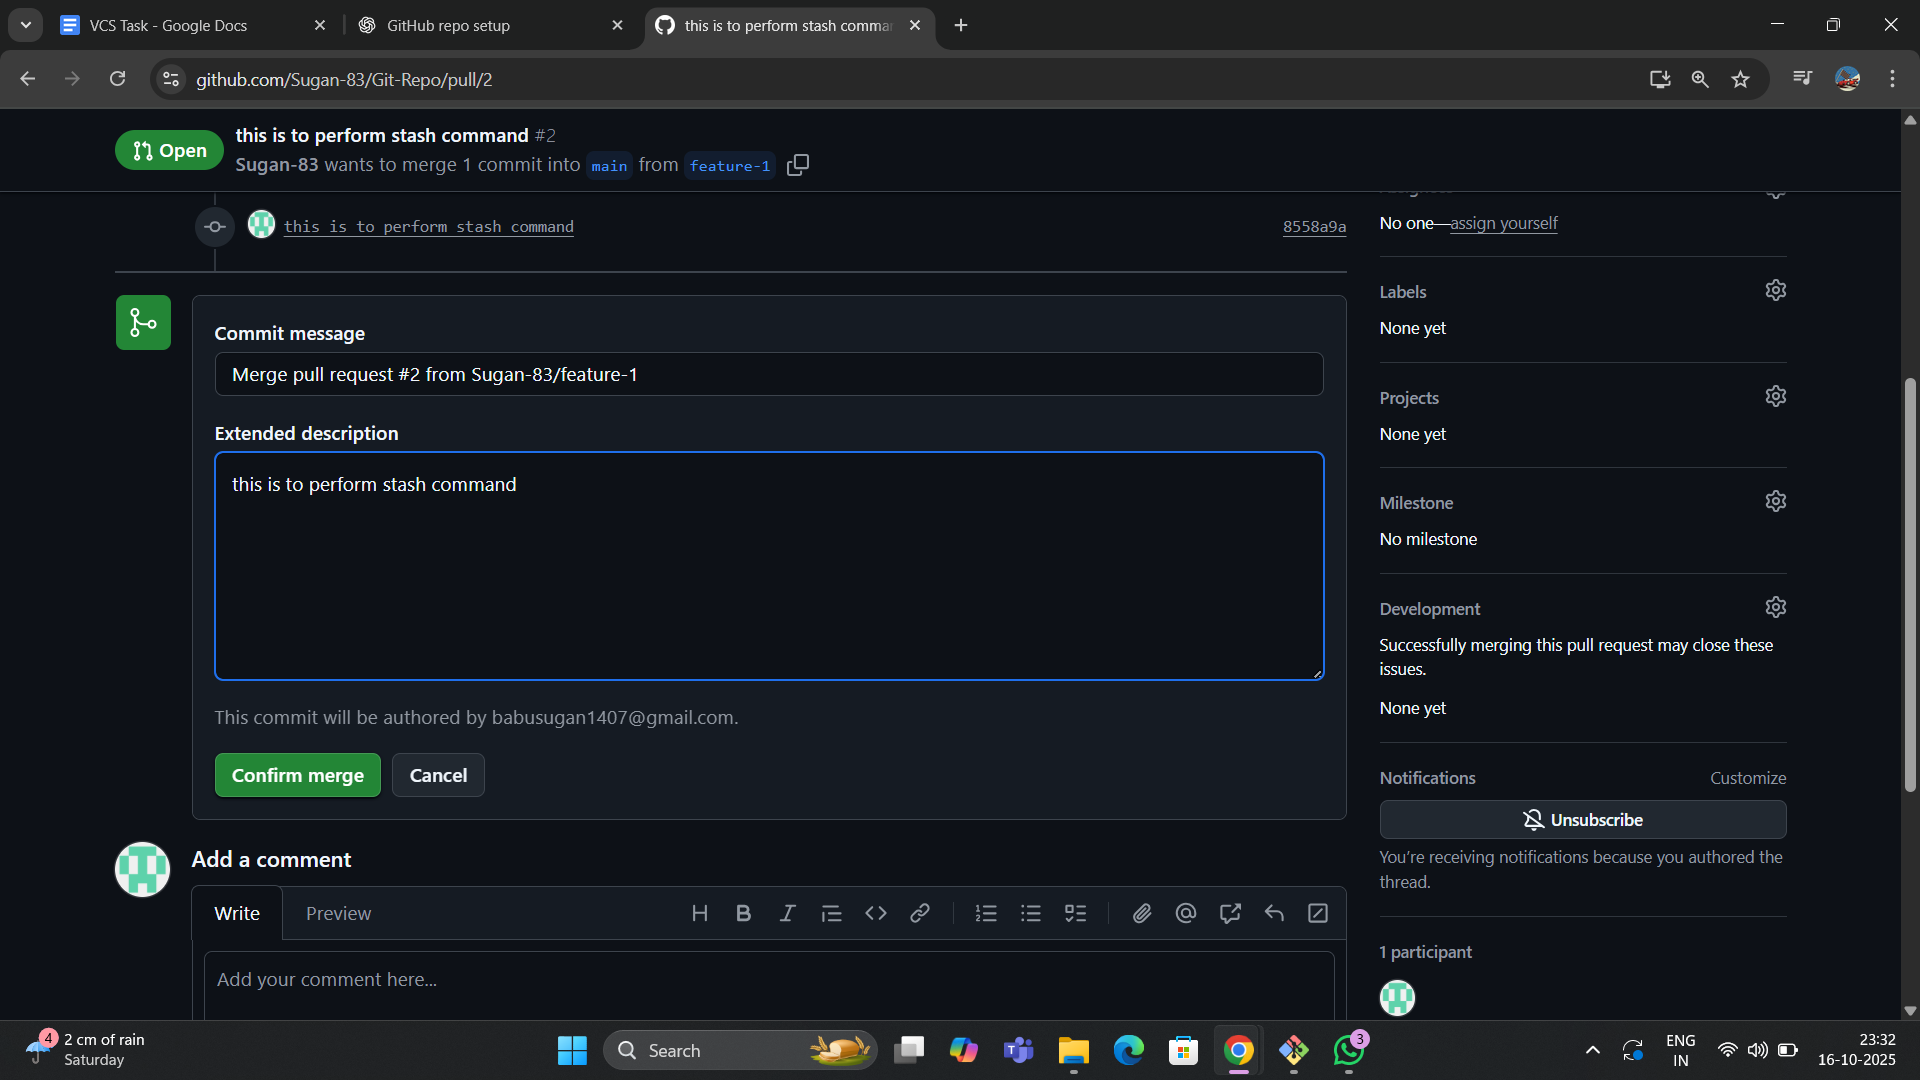 VCS Task - Google Docs
GitHub repo setup
this is to perform stash comma
github.com/Sugan-83/Git-Repo/pull/2
Open
this is to perform stash command #2
Sugan-83 wants to merge 1 commit into main from feature-1
this is to perform stash command
8558a9a
Commit message
Merge pull request #2 from Sugan-83/feature-1
Extended description
this is to perform stash command
This commit will be authored by babusugan1407@gmail.com.
Confirm merge
Cancel
Add a comment
Write
Preview
Add your comment here...
No one—assign yourself
Labels
None yet
Projects
None yet
Milestone
No milestone
Development
Successfully merging this pull request may close these
issues.
None yet
Notifications
Customize
Unsubscribe
You're receiving notifications because you authored the
thread.
1 participant
4
2 cm of rain
Saturday
Search
3
ENG
IN
23:32
16-10-2025